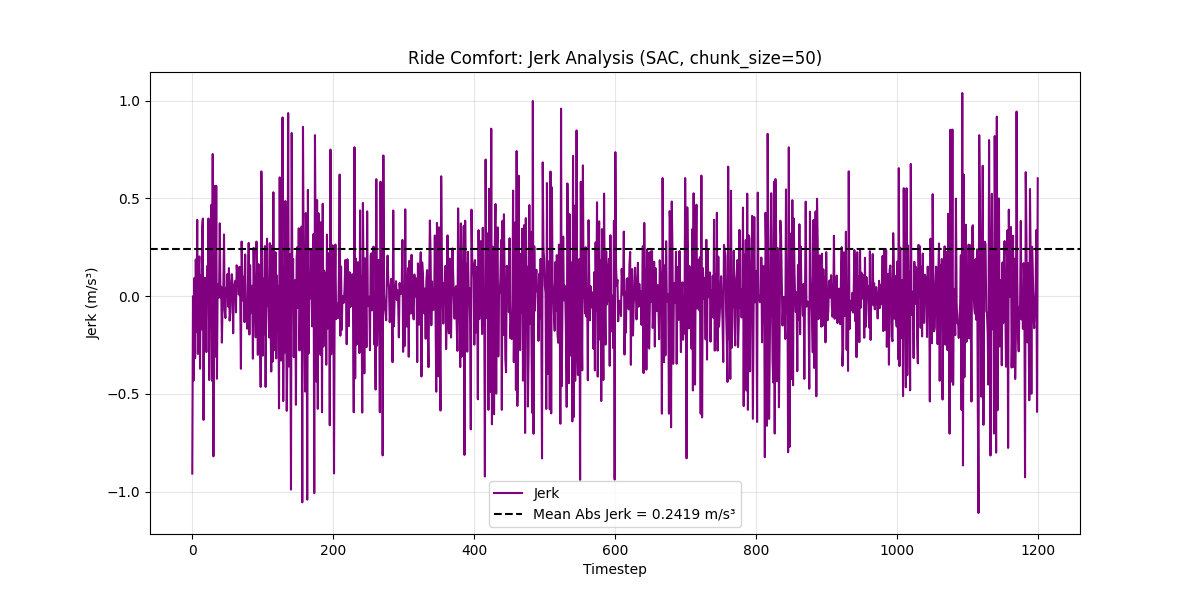 Ride Comfort: Jerk Analysis (SAC, chunk_size=50)
Jerk (m/s³)
1.0
0.5
0.0
−0.5
−1.0
Jerk
Mean Abs Jerk = 0.2419 m/s³
0 200 400 600 800 1000 1200
Timestep